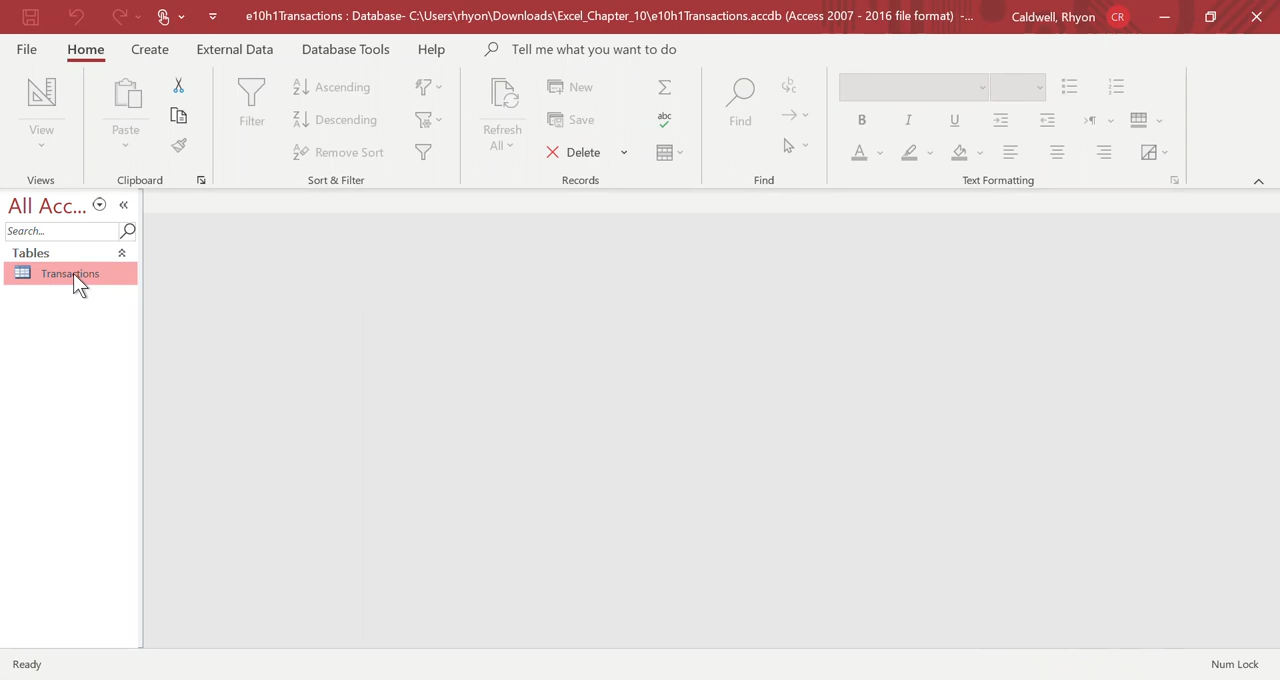 e10h1Transactions : Database- C:\Users\rhyon\Downloads\Excel_Chapter_10\e10h1Transactions.accdb (Access 2007 - 2016 file format) -... Caldwell, Rhyon CR
File Home Create External Data Database Tools Help Tell me what you want to do
View
Views
Paste
Clipboard
Filter
Ascending
Descending
Remove Sort
Sort & Filter
Refresh
All
New
Save
Delete
abc
Records
Find
Find
B I U
A
Text Formatting
All Acc...
Search...
Tables
Transactions
Ready Num Lock